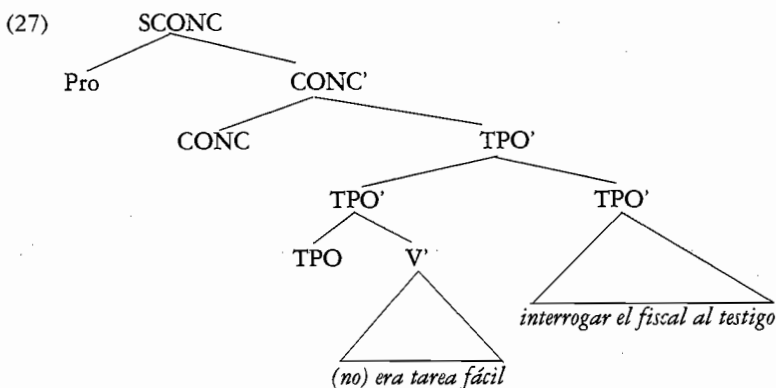 (27) SCONC
Pro CONC'
CONC TPO'
TPO' TPO'
TPO V'
interrogar el fiscal al testigo
(no) era tarea fácil